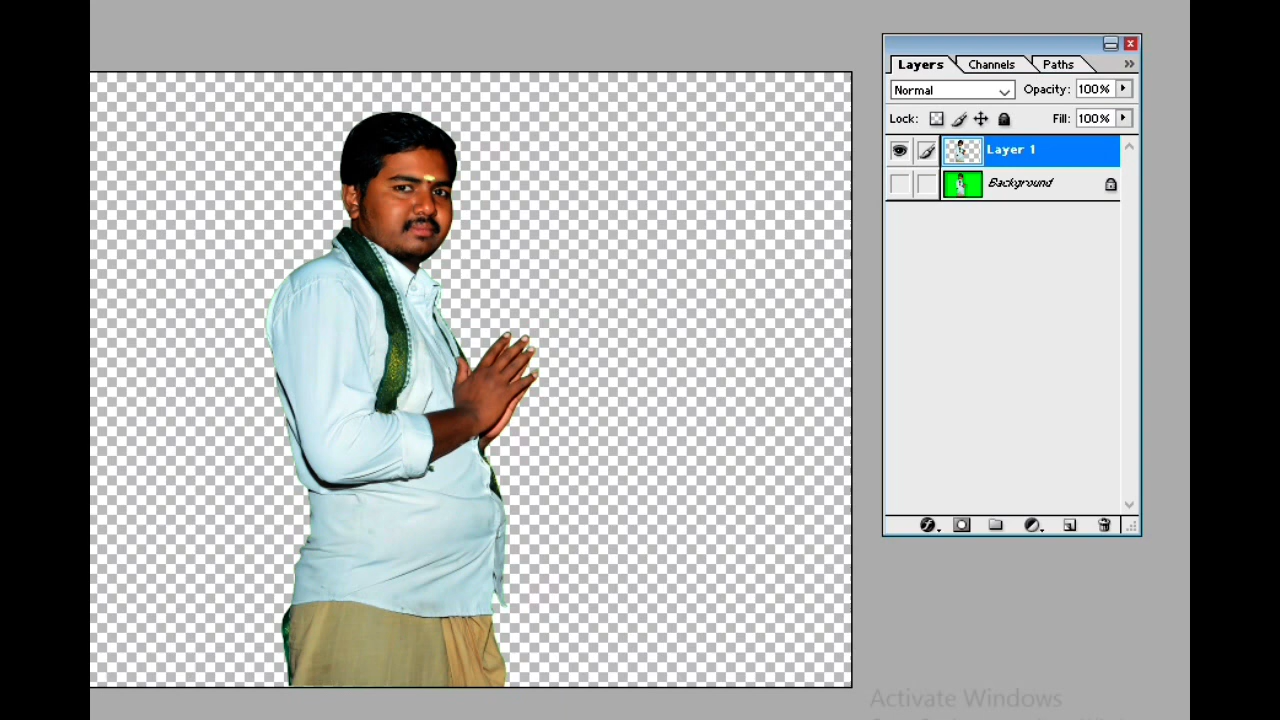 Layers Channels Paths
Normal Opacity: 100%
Lock: Fill: 100%
Layer 1
Background
Activate Windows